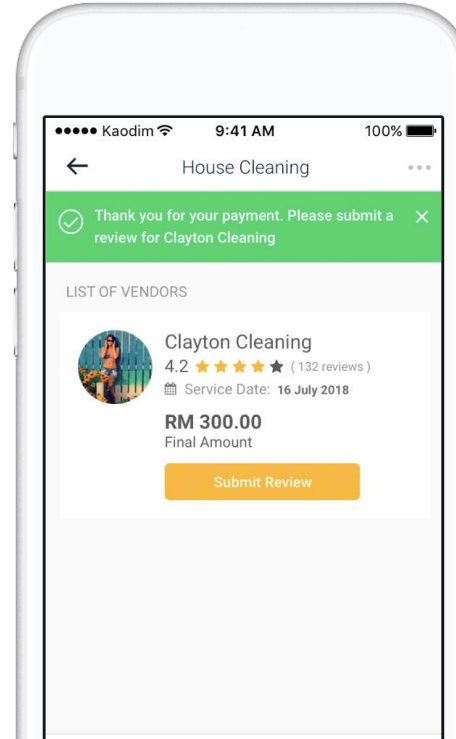 Kaodim 9:41 AM 100%
House Cleaning
Thank you for your payment. Please submit a
review for Clayton Cleaning
LIST OF VENDORS
Clayton Cleaning
4.2 ( 132 reviews )
Service Date: 16 July 2018
RM 300.00
Final Amount
Submit Review